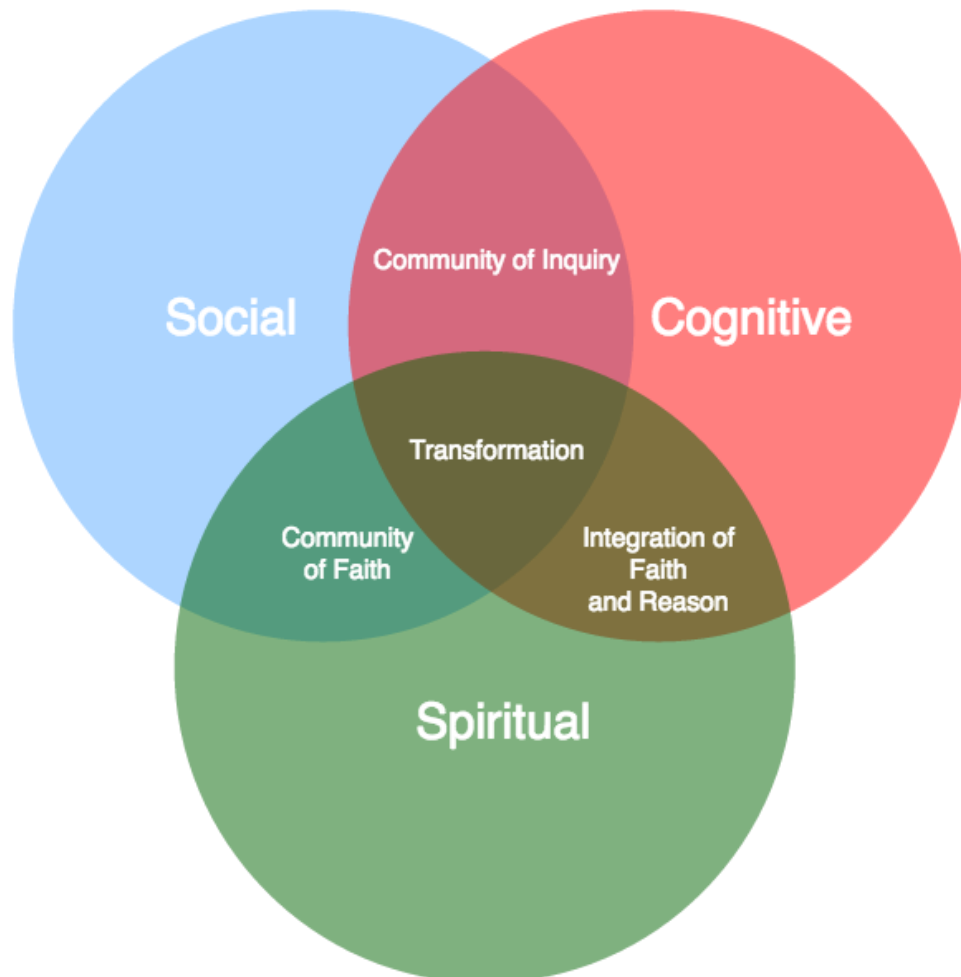 Community of Inquiry
Social
Cognitive
Transformation
Community
of Faith
Integration of
Faith
and Reason
Spiritual